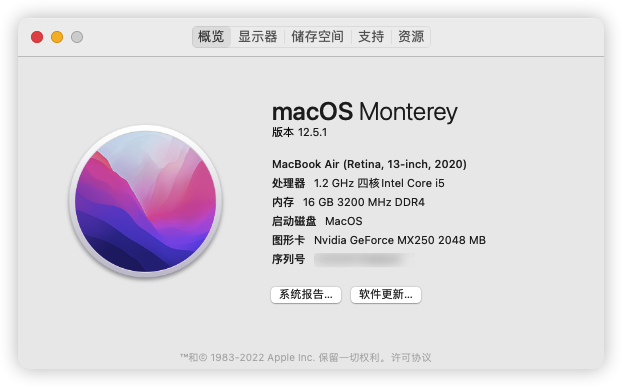 概览 显示器 储存空间 支持 资源
macOS Monterey
版本 12.5.1
MacBook Air (Retina, 13-inch, 2020)
处理器 1.2 GHz 四核Intel Core i5
内存 16 GB 3200 MHz DDR4
启动磁盘 MacOS
图形卡 Nvidia GeForce MX250 2048 MB
序列号
系统报告... 软件更新...
™和© 1983-2022 Apple Inc. 保留一切权利。许可协议